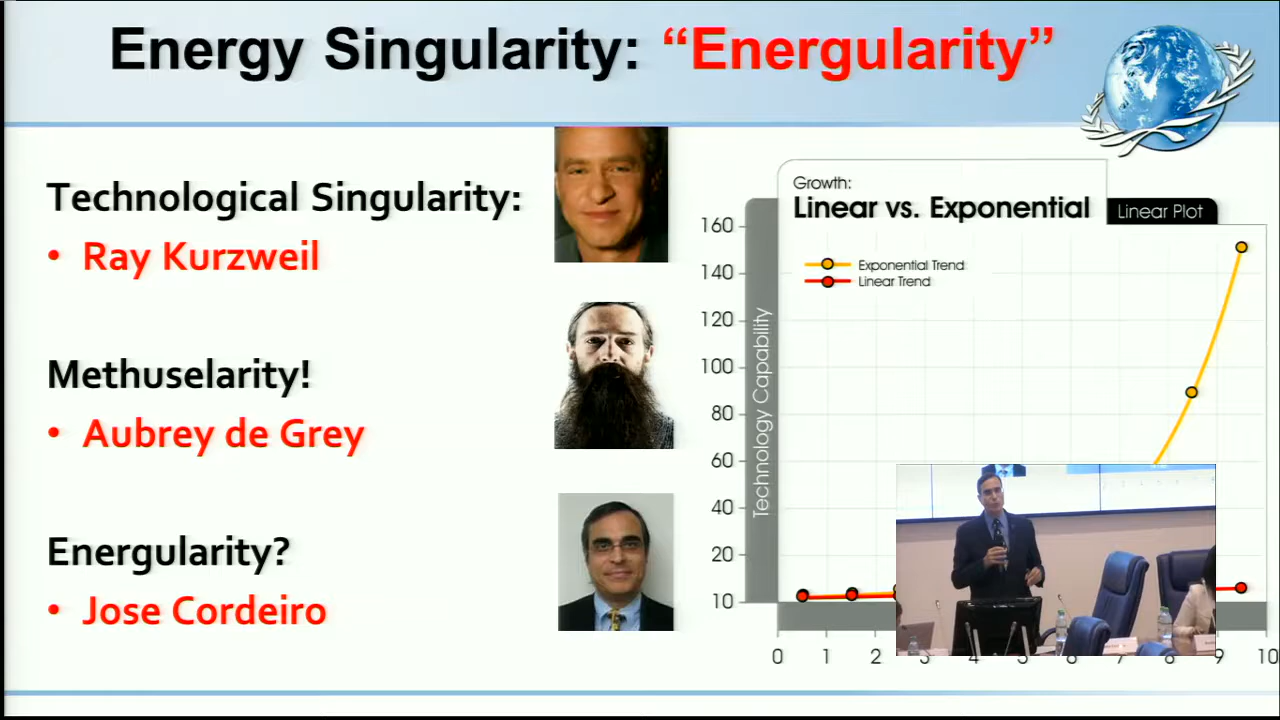 Energy Singularity: “Energularity”
Technological Singularity:
• Ray Kurzweil
Methuselarity!
• Aubrey de Grey
Energularity?
• Jose Cordeiro
Growth:
Linear vs. Exponential
Linear Plot
Exponential Trend
Linear Trend
Technology Capability
160
140
120
100
80
60
40
20
10
0 1 2 3 4 5 6 7 8 9 10